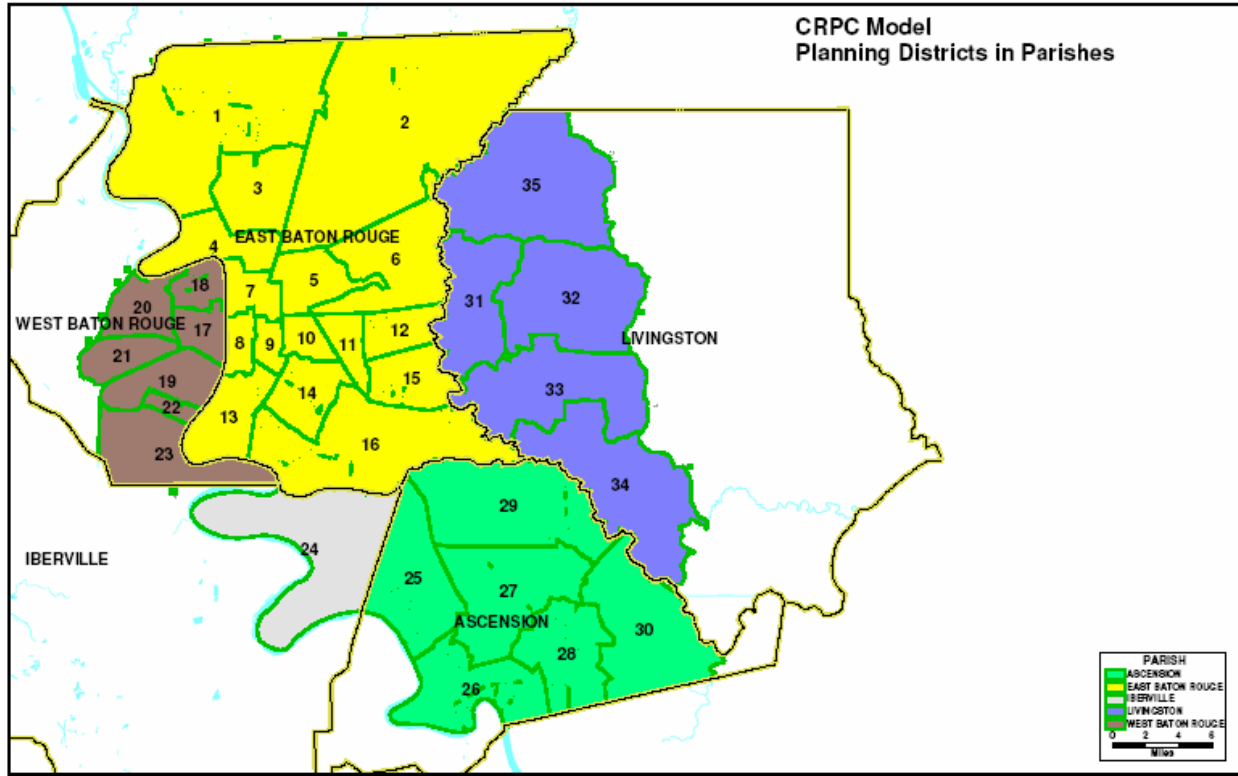 CRPC Model
Planning Districts in Parishes
1
2
3
35
4
EAST BATON ROUGE
6
5
18
7
31
32
20
WEST BATON ROUGE
17
12
10
11
8
9
LIVINGSTON
21
15
19
33
14
22
13
16
23
34
29
24
IBERVILLE
25
27
ASCENSION
30
28
26
PARISH
ASCENSION
EAST BATON ROUGE
IBERVILLE
LIVINGSTON
WEST BATON ROUGE
0 2 4 6
Miles